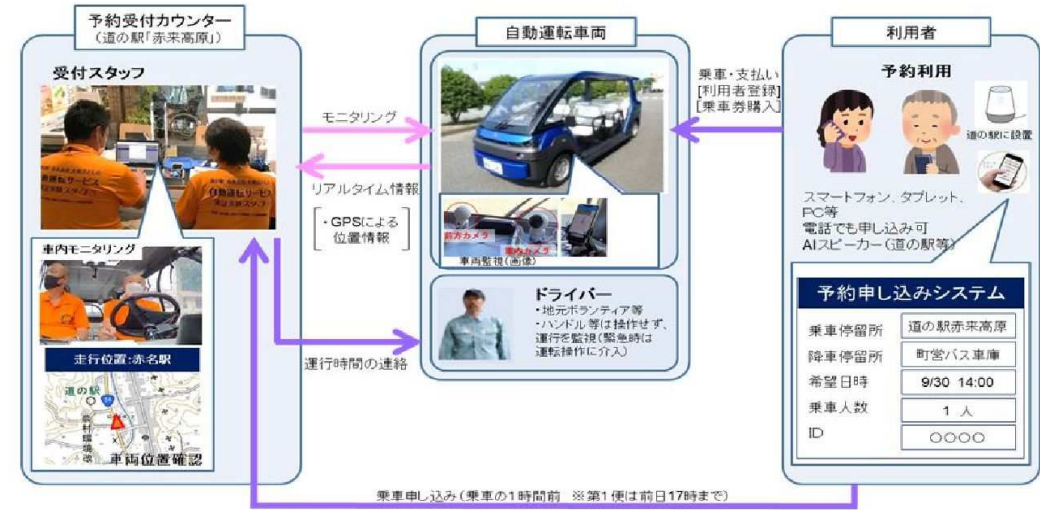 予約受付カウンター
(道の駅「赤来高原」)
受付スタッフ
自動運転サービス
車内モニタリング
走行位置:赤名駅
道の駅
54
農村環境改
車両位置確認
モニタリング
リアルタイム情報
・GPSによる
位置情報
運行時間の連絡
自動運転車両
前方カメラ
車内カメラ
車両監視(画像)
ドライバー
・地元ボランティア等
・ハンドル等は操作せず、
運行を監視(緊急時は
運転操作に介入)
乗車・支払い
[利用者登録]
[乗車券購入]
利用者
予約利用
道の駅に設置
スマートフォン、タブレット、
PC等
電話でも申し込み可
AIスピーカー(道の駅等)
予約申し込みシステム
乗車停留所 道の駅赤来高原
降車停留所 町営バス車庫
希望日時 9/30 14:00
乗車人数 1 人
ID ○○○○
乗車申し込み(乗車の1時間前 ※第1便は前日17時まで)